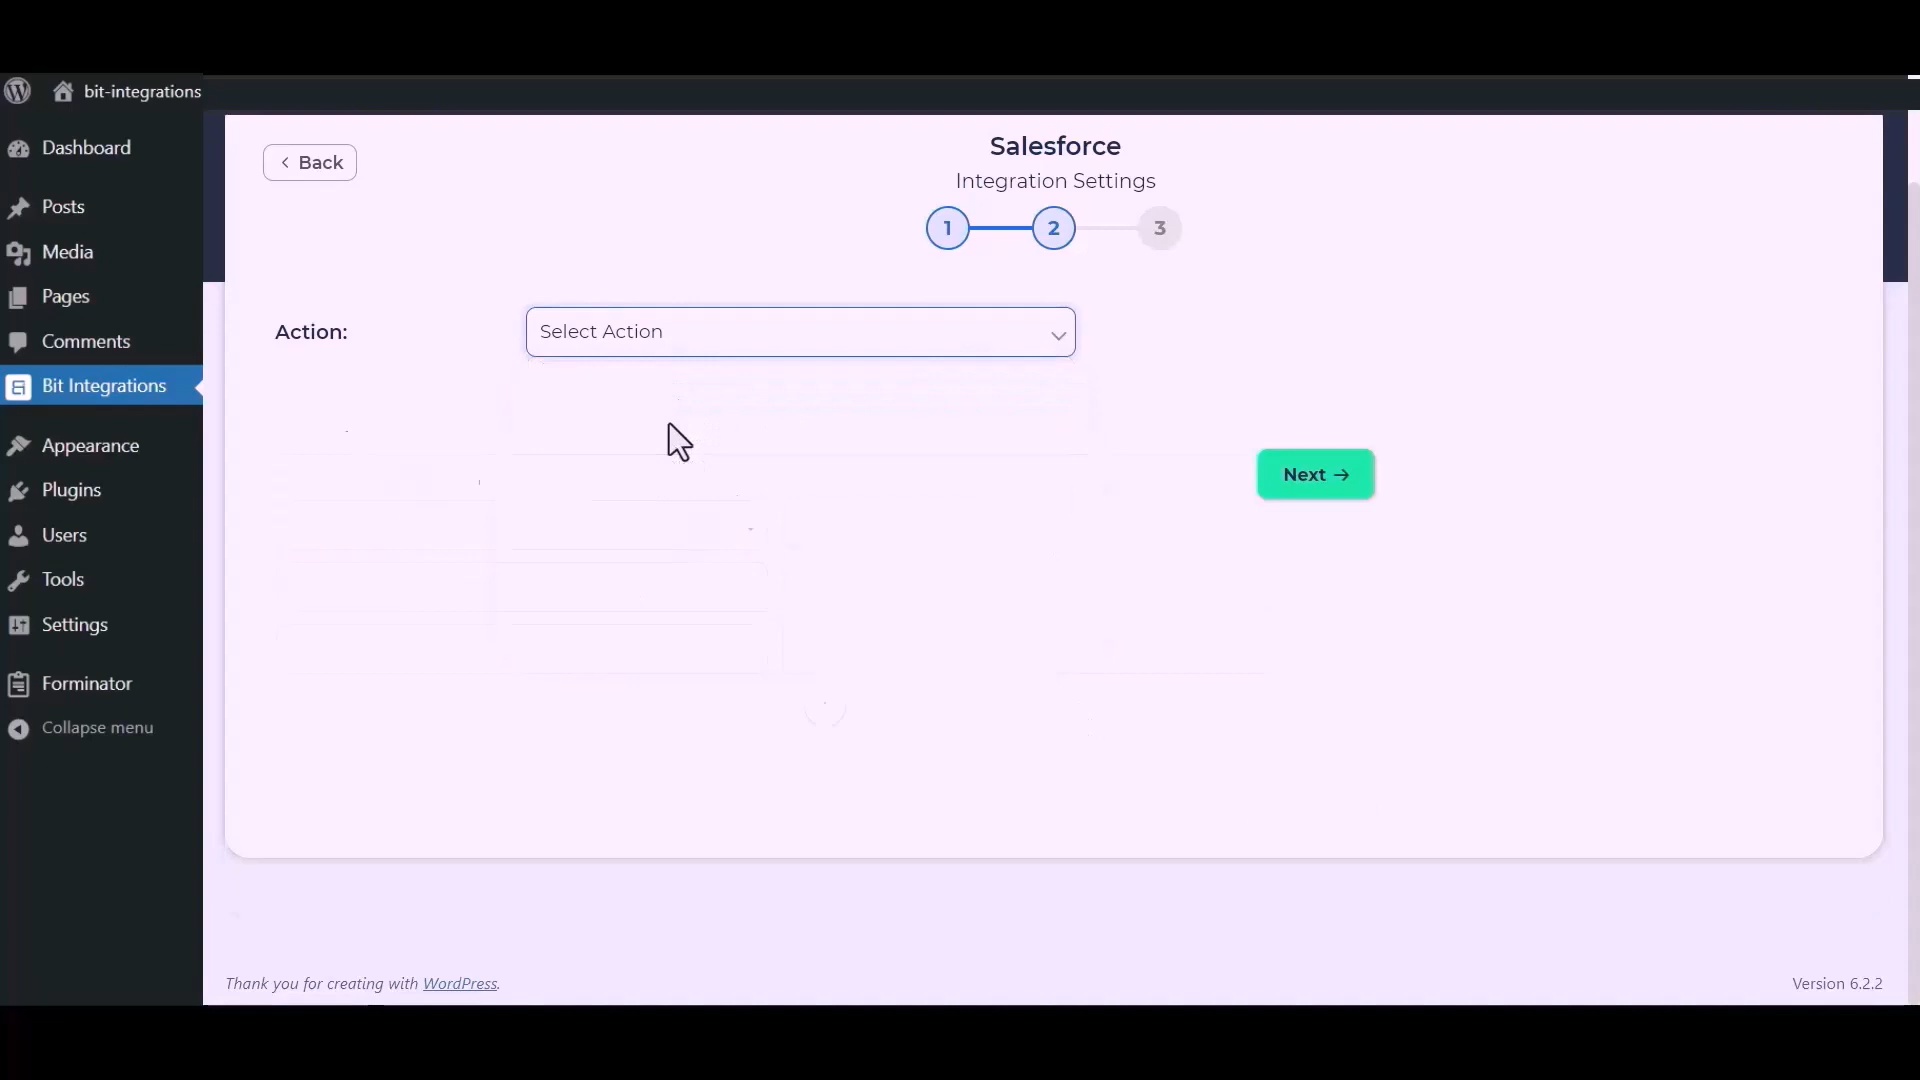 bit-integrations
Dashboard
Posts
Media
Pages
Comments
Bit Integrations
Appearance
Plugins
Users
Tools
Settings
Forminator
Collapse menu
Back
Salesforce
Integration Settings
1
2
3
Action:
Select Action
Next →
Thank you for creating with WordPress.
Version 6.2.2